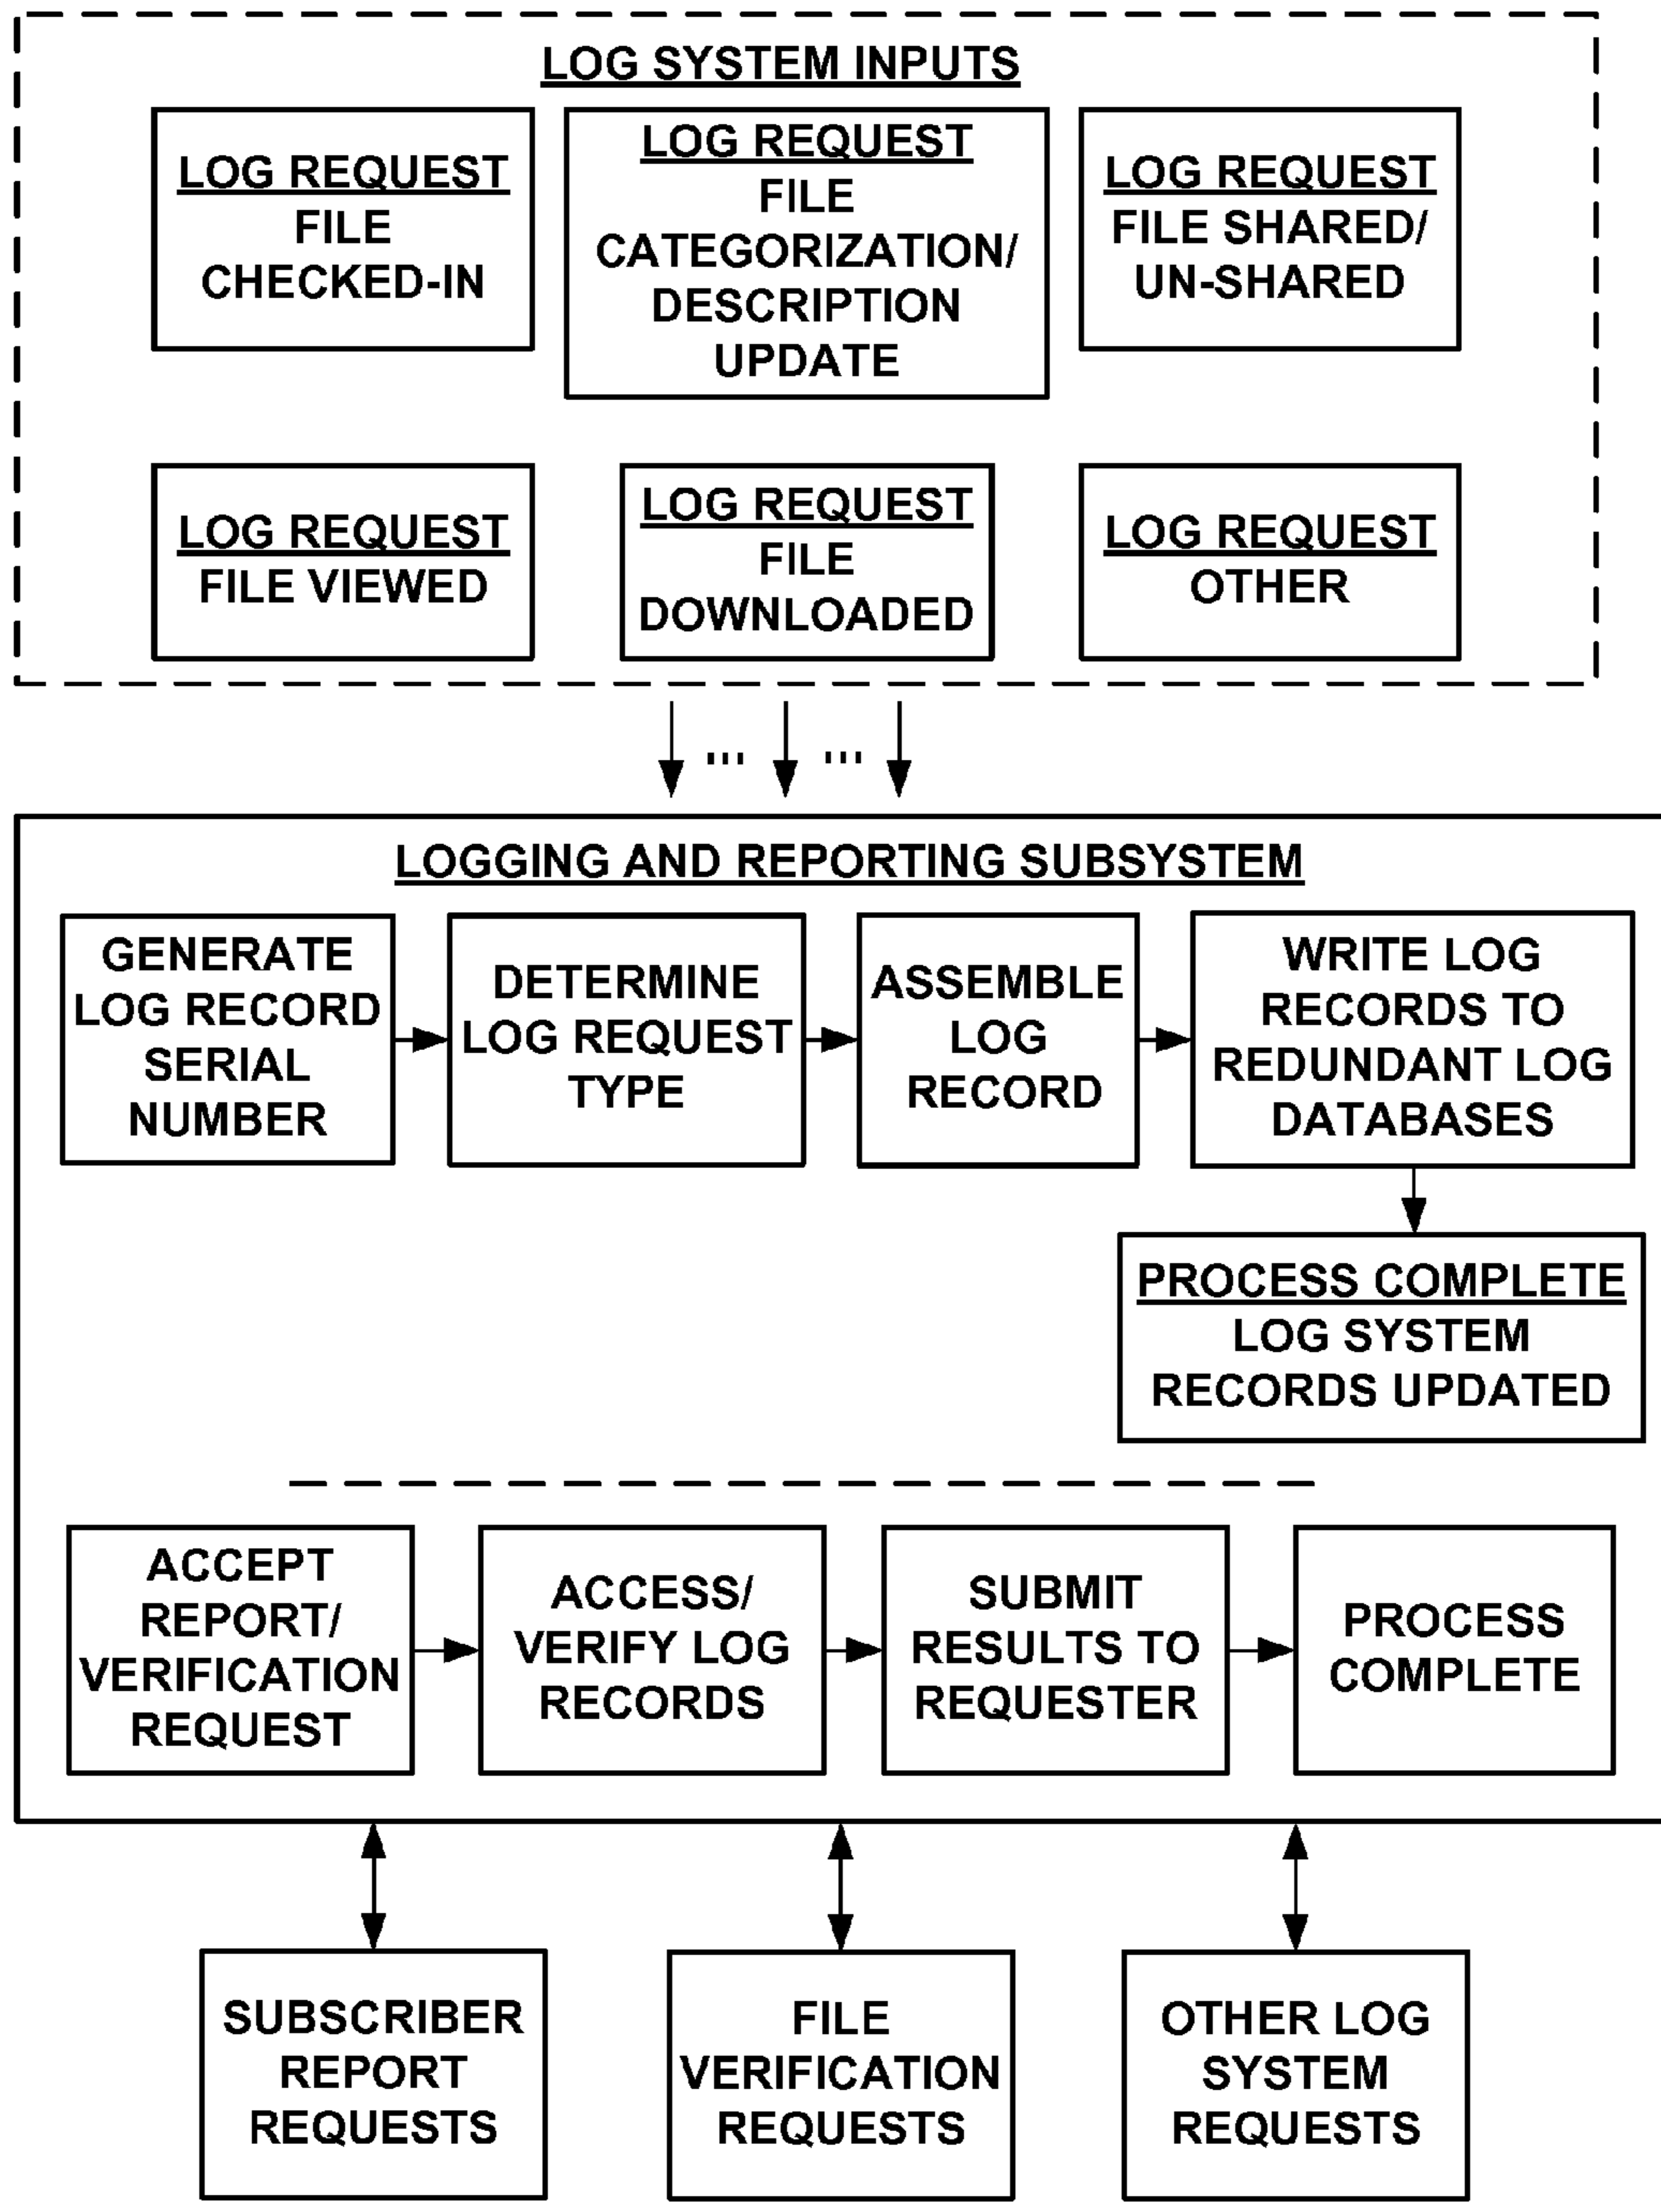 LOG SYSTEM INPUTS
LOG REQUEST
FILE
CHECKED-IN
LOG REQUEST
FILE
CATEGORIZATION/
DESCRIPTION
UPDATE
LOG REQUEST
FILE SHARED/
UN-SHARED
LOG REQUEST
FILE VIEWED
LOG REQUEST
FILE
DOWNLOADED
LOG REQUEST
OTHER
...
...
LOGGING AND REPORTING SUBSYSTEM
GENERATE
LOG RECORD
SERIAL
NUMBER
DETERMINE
LOG REQUEST
TYPE
ASSEMBLE
LOG
RECORD
WRITE LOG
RECORDS TO
REDUNDANT LOG
DATABASES
PROCESS COMPLETE
LOG SYSTEM
RECORDS UPDATED
ACCEPT
REPORT/
VERIFICATION
REQUEST
ACCESS/
VERIFY LOG
RECORDS
SUBMIT
RESULTS TO
REQUESTER
PROCESS
COMPLETE
SUBSCRIBER
REPORT
REQUESTS
FILE
VERIFICATION
REQUESTS
OTHER LOG
SYSTEM
REQUESTS